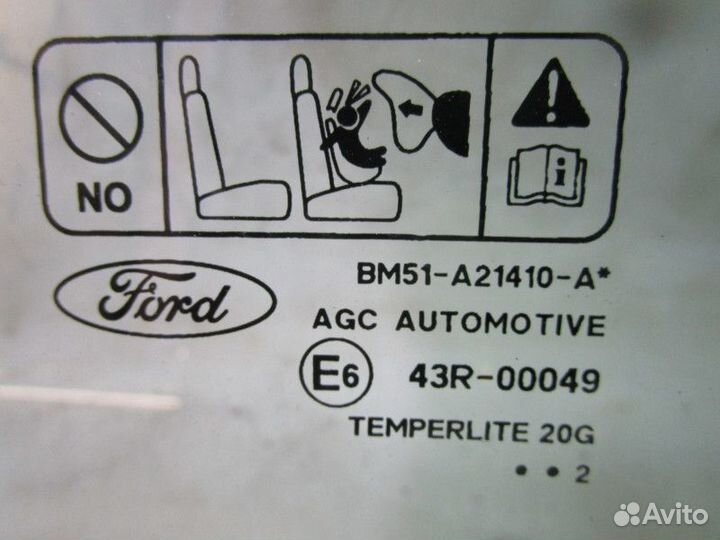 NO
i
Ford
BM51-A21410-A*
AGC AUTOMOTIVE
E6 43R-00049
TEMPERLITE 20G
• • 2
Avito